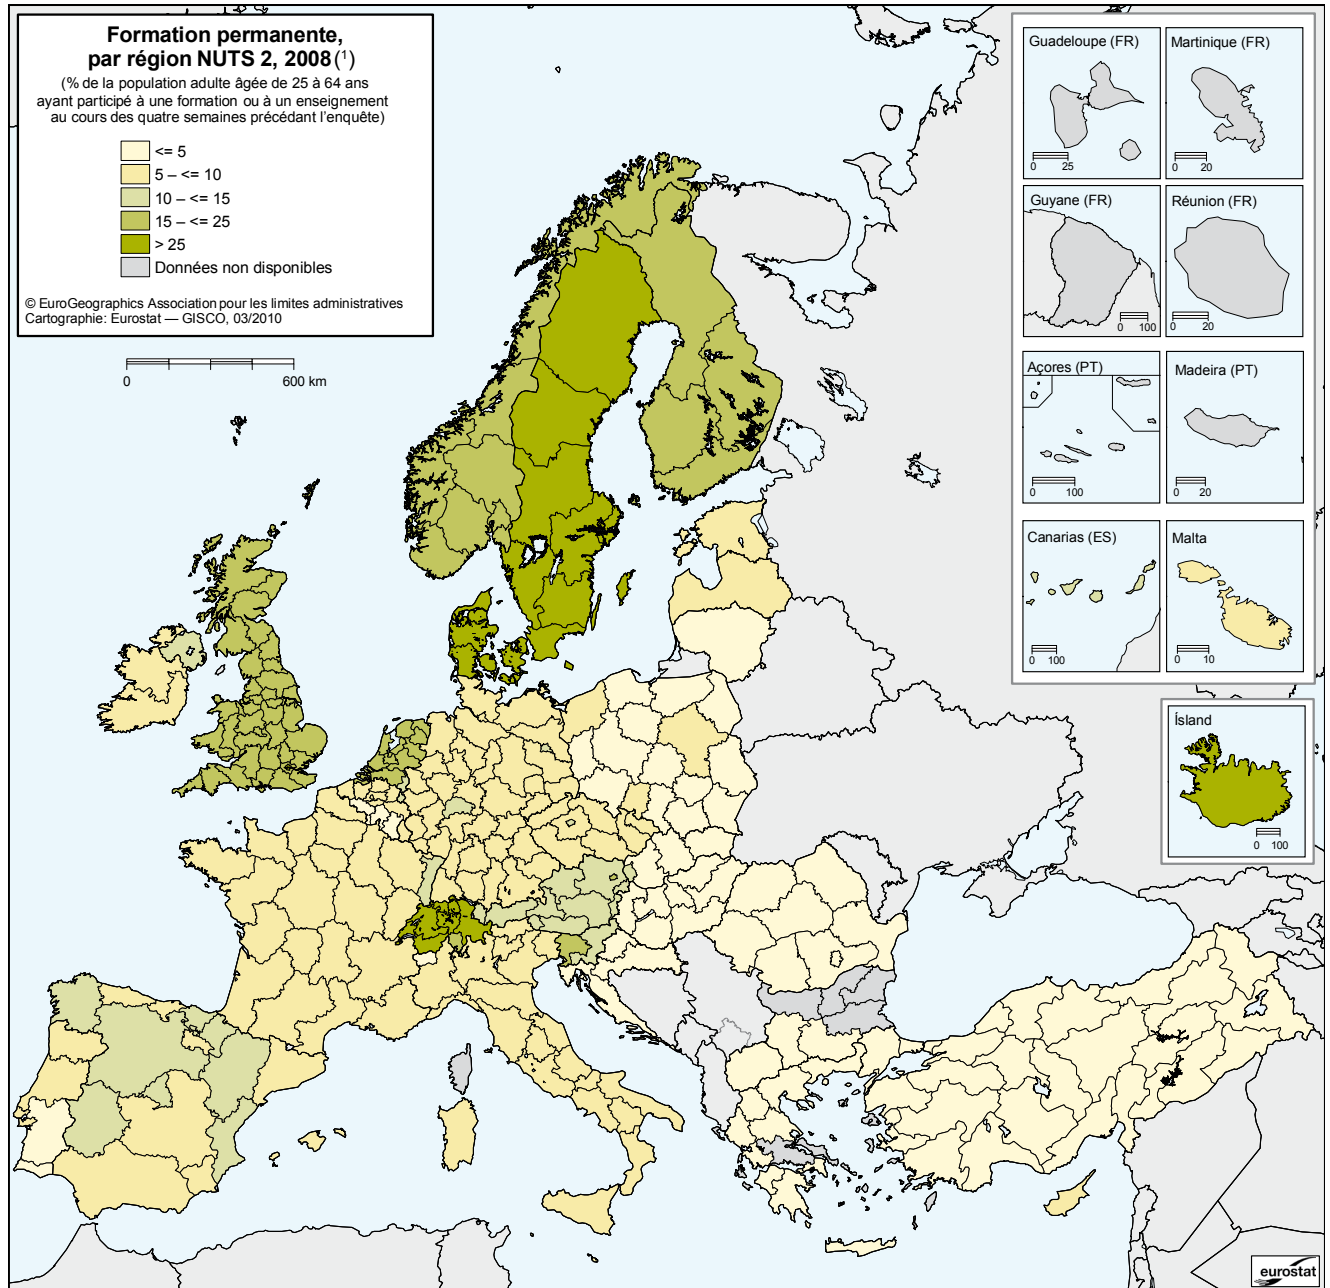 Formation permanente,
par région NUTS 2, 2008 (¹)
(% de la population adulte âgée de 25 à 64 ans
ayant participé à une formation ou à un enseignement
au cours des quatre semaines précédant l'enquête)
<= 5
5 – <= 10
10 – <= 15
15 – <= 25
> 25
Données non disponibles
© EuroGeographics Association pour les limites administratives
Cartographie: Eurostat — GISCO, 03/2010
0 600 km
Guadeloupe (FR)
0 25
Martinique (FR)
0 20
Guyane (FR)
0 100
Réunion (FR)
0 20
Açores (PT)
0 100
Madeira (PT)
0 20
Canarias (ES)
0 100
Malta
0 10
Ísland
0 100
eurostat